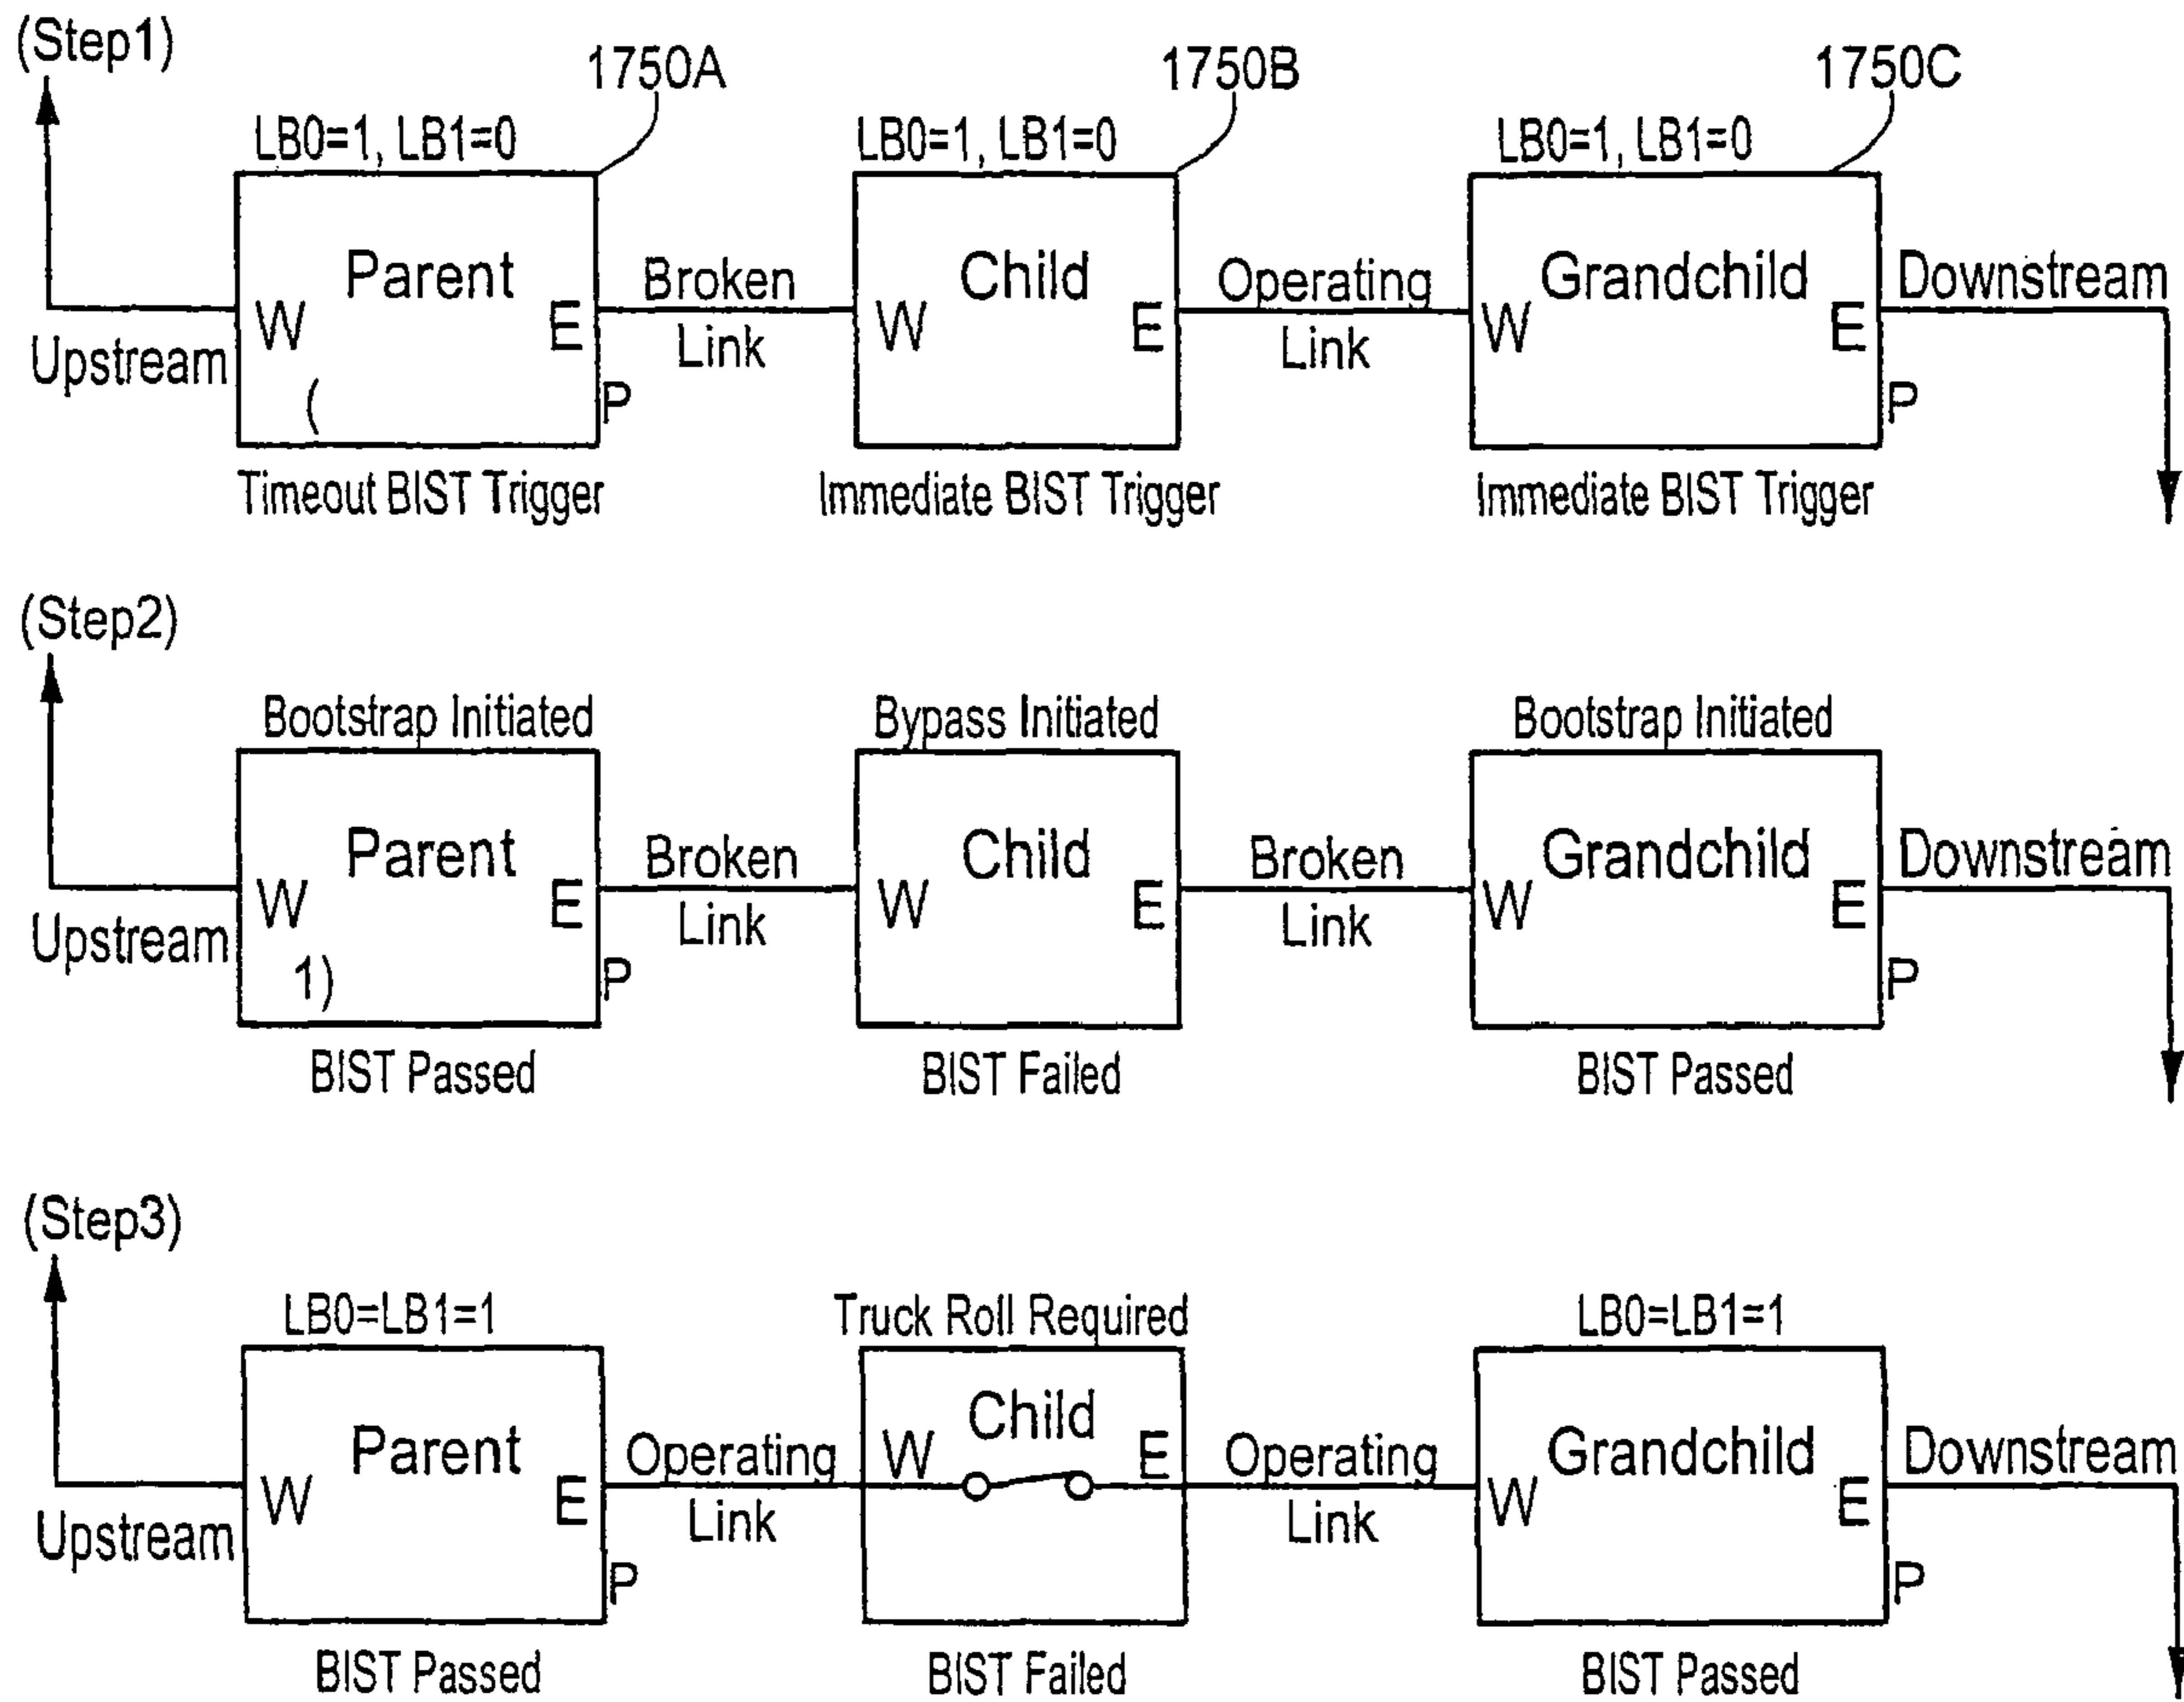 (Step1)
1750A
1750B
1750C
LB0=1, LB1=0
LB0=1, LB1=0
LB0=1, LB1=0
Parent
Broken
Child
Operating
Grandchild
Downstream
W
E
Link
W
E
Link
W
E
Upstream
(
P
P
Timeout BIST Trigger
Immediate BIST Trigger
Immediate BIST Trigger
(Step2)
Bootstrap Initiated
Bypass Initiated
Bootstrap Initiated
Parent
Broken
Child
Broken
Grandchild
Downstream
W
E
Link
W
E
Link
W
E
Upstream
1)
P
P
BIST Passed
BIST Failed
BIST Passed
(Step3)
LB0=LB1=1
Truck Roll Required
LB0=LB1=1
Parent
Operating
W
Child
E
Operating
Grandchild
Downstream
W
E
Link
Link
W
E
Upstream
P
P
BIST Passed
BIST Failed
BIST Passed